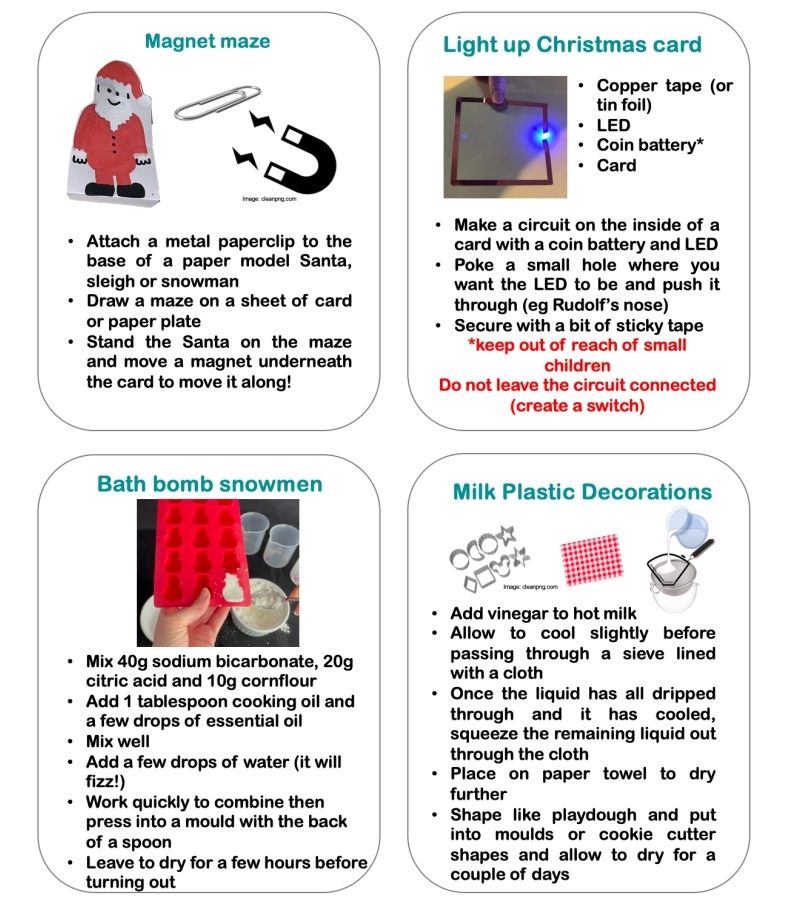 Magnet maze
Image: cleanpng.com
• Attach a metal paperclip to the
base of a paper model Santa,
sleigh or snowman
• Draw a maze on a sheet of card
or paper plate
• Stand the Santa on the maze
and move a magnet underneath
the card to move it along!
Light up Christmas card
• Copper tape (or
tin foil)
• LED
• Coin battery*
• Card
• Make a circuit on the inside of a
card with a coin battery and LED
• Poke a small hole where you
want the LED to be and push it
through (eg Rudolf's nose)
• Secure with a bit of sticky tape
*keep out of reach of small
children
Do not leave the circuit connected
(create a switch)
Bath bomb snowmen
• Mix 40g sodium bicarbonate, 20g
citric acid and 10g cornflour
• Add 1 tablespoon cooking oil and
a few drops of essential oil
• Mix well
• Add a few drops of water (it will
fizz!)
• Work quickly to combine then
press into a mould with the back
of a spoon
• Leave to dry for a few hours before
turning out
Milk Plastic Decorations
Image: cleanpng.com
• Add vinegar to hot milk
• Allow to cool slightly before
passing through a sieve lined
with a cloth
• Once the liquid has all dripped
through and it has cooled,
squeeze the remaining liquid out
through the cloth
• Place on paper towel to dry
further
• Shape like playdough and put
into moulds or cookie cutter
shapes and allow to dry for a
couple of days